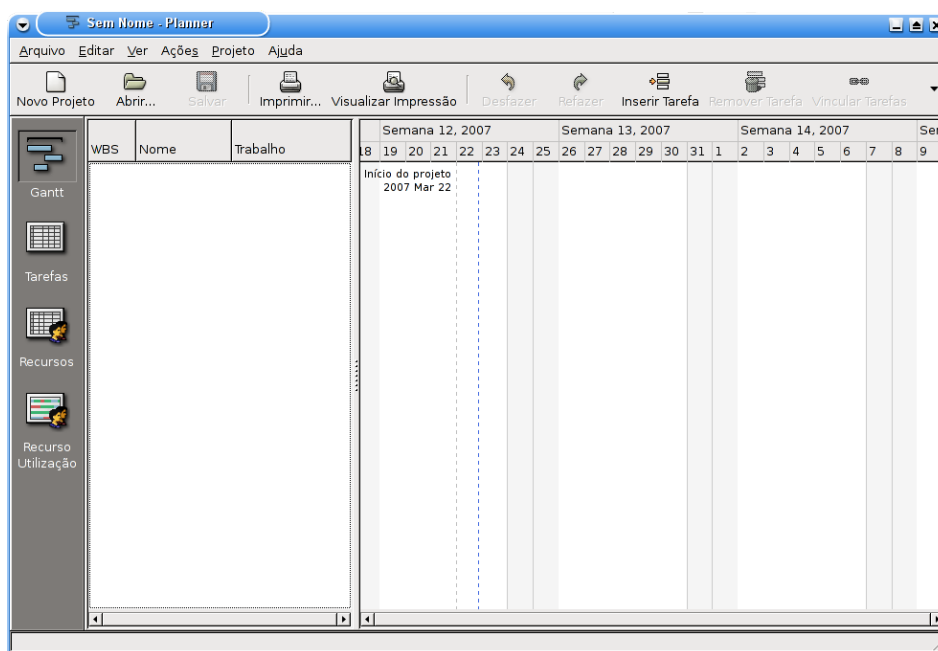 Sem Nome - Planner
Arquivo Editar Ver Ações Projeto Ajuda
Novo Projeto Abrir... Salvar Imprimir... Visualizar Impressão Desfazer Refazer Inserir Tarefa Remover Tarefa Vincular Tarefas
Gantt
Tarefas
Recursos
Recurso
Utilização
WBS Nome Trabalho
Semana 12, 2007 Semana 13, 2007 Semana 14, 2007 Se
18 19 20 21 22 23 24 25 26 27 28 29 30 31 1 2 3 4 5 6 7 8 9
Início do projeto
2007 Mar 22